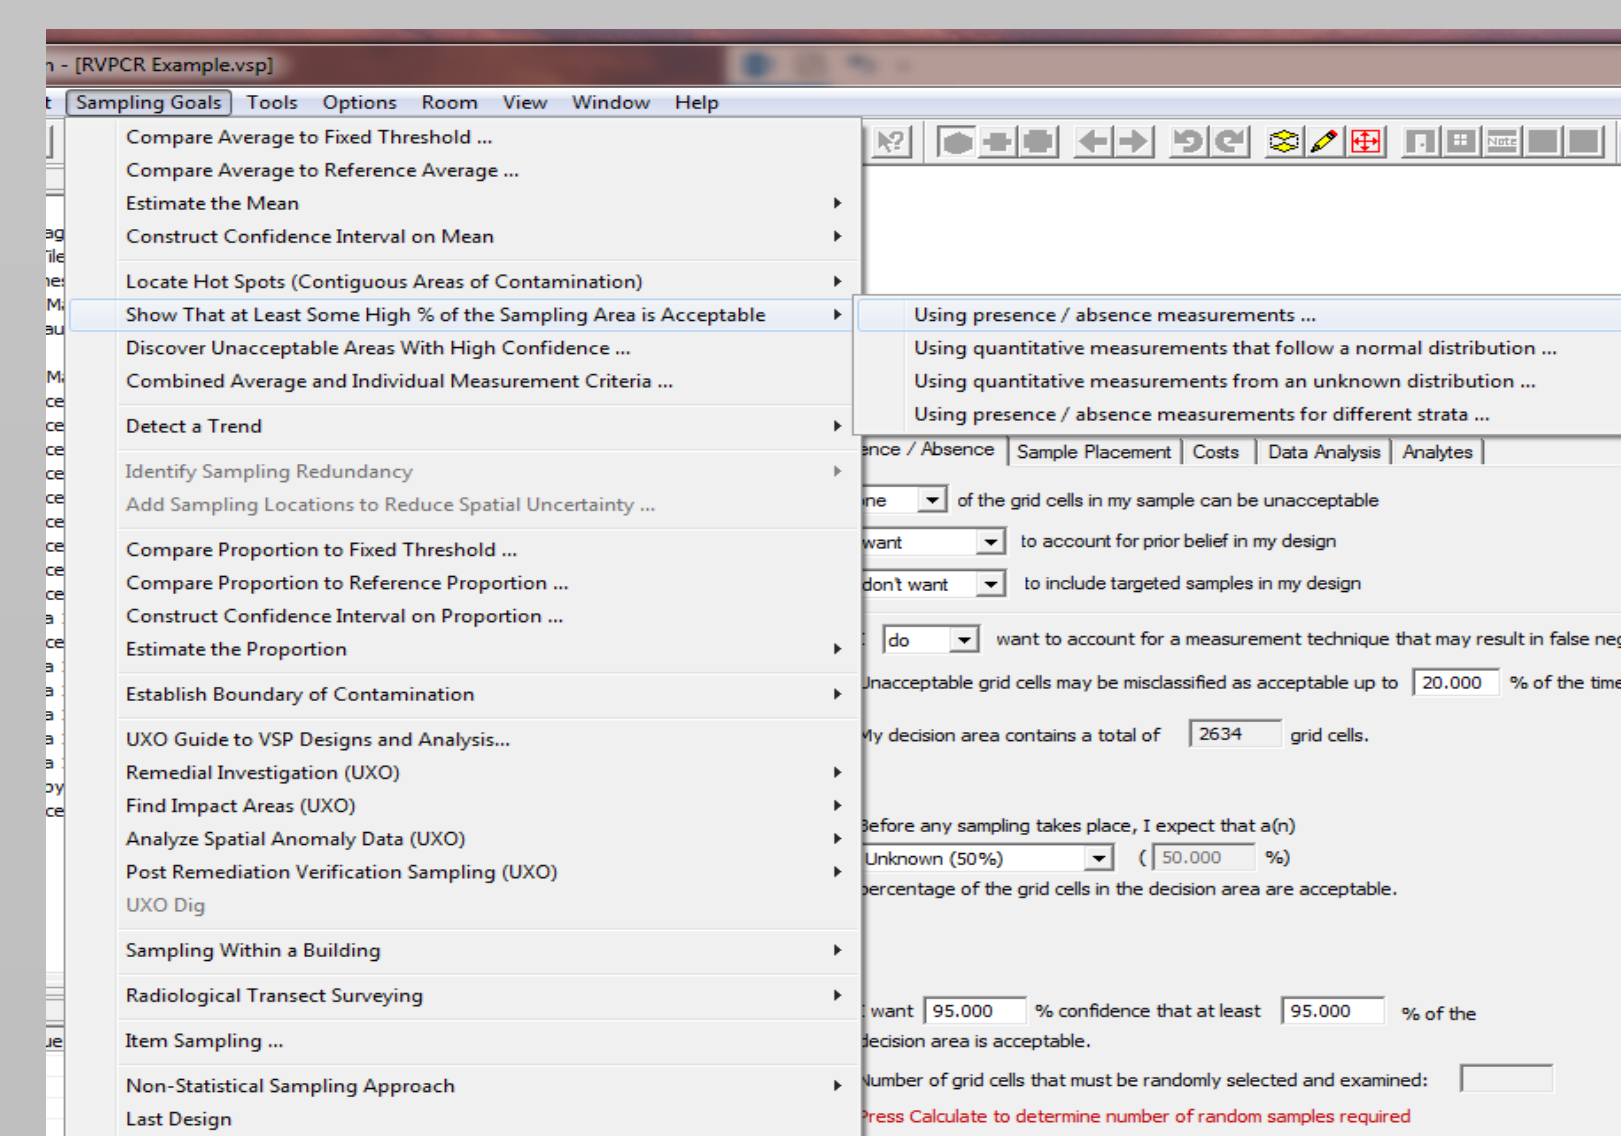 n - [RVPCR Example.vsp]
t Sampling Goals Tools Options Room View Window Help
Compare Average to Fixed Threshold ...
Compare Average to Reference Average ...
Estimate the Mean
Construct Confidence Interval on Mean
Locate Hot Spots (Contiguous Areas of Contamination)
Show That at Least Some High % of the Sampling Area is Acceptable
Discover Unacceptable Areas With High Confidence ...
Combined Average and Individual Measurement Criteria ...
Detect a Trend
Identify Sampling Redundancy
Add Sampling Locations to Reduce Spatial Uncertainty ...
Compare Proportion to Fixed Threshold ...
Compare Proportion to Reference Proportion ...
Construct Confidence Interval on Proportion ...
Estimate the Proportion
Establish Boundary of Contamination
UXO Guide to VSP Designs and Analysis...
Remedial Investigation (UXO)
Find Impact Areas (UXO)
Analyze Spatial Anomaly Data (UXO)
Post Remediation Verification Sampling (UXO)
UXO Dig
Sampling Within a Building
Radiological Transect Surveying
Item Sampling ...
Non-Statistical Sampling Approach
Last Design
Note
Using presence / absence measurements ...
Using quantitative measurements that follow a normal distribution ...
Using quantitative measurements from an unknown distribution ...
Using presence / absence measurements for different strata ...
ence / Absence Sample Placement Costs Data Analysis Analytes
one of the grid cells in my sample can be unacceptable
want to account for prior belief in my design
don't want to include targeted samples in my design
do want to account for a measurement technique that may result in false neg
Unacceptable grid cells may be misclassified as acceptable up to 20.000 % of the time
My decision area contains a total of 2634 grid cells.
Before any sampling takes place, I expect that a(n)
Unknown (50%) ( 50.000 %)
percentage of the grid cells in the decision area are acceptable.
I want 95.000 % confidence that at least 95.000 % of the
decision area is acceptable.
Number of grid cells that must be randomly selected and examined:
Press Calculate to determine number of random samples required